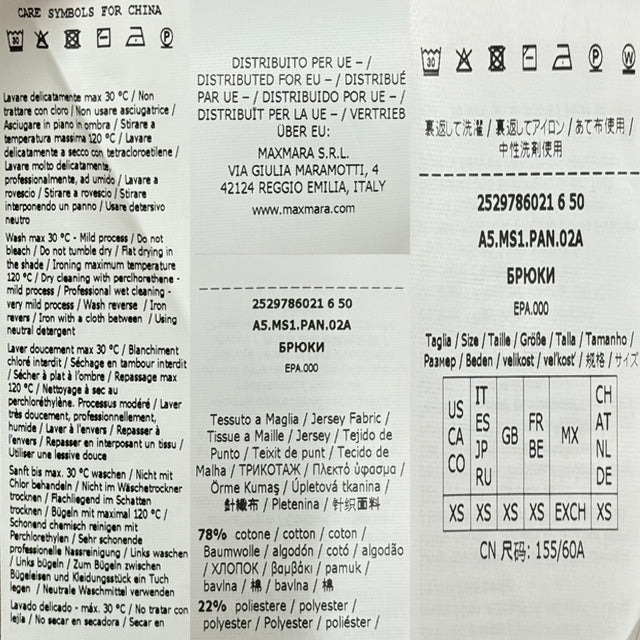 CARE SYMBOLS FOR CHINA
30
Lavare delicatamente max 30 °C / Non
trattare con cloro / Non usare asciugatrice /
Asciugare in piano in ombra / Stirare a
temperatura massima 120 °C / Lavare
delicatamente a secco con tetracloroetilene /
Lavare molto delicatamente,
professionalmente, ad umido / Lavare a
rovescio / Stirare a rovescio / Stirare
interponendo un panno / Usare detersivo
neutro
Wash max 30 °C - Mild process / Do not
bleach / Do not tumble dry / Flat drying in
the shade / Ironing maximum temperature
120 °C / Dry cleaning with perchlorethene -
mild process / Professional wet cleaning -
very mild process / Wash reverse / Iron
revers / Iron with a cloth between / Using
neutral detergent
Laver doucement max 30 °C / Blanchiment
chloré interdit / Séchage en tambour interdit
/ Sécher à plat à l'ombre / Repassage max
120 °C / Nettoyage à sec au
perchloréthylène. Processus modéré / Laver
très doucement, professionnellement,
humide / Laver à l'envers / Repasser à
l'envers / Repasser en interposant un tissu /
Utiliser une lessive douce
Sanft bis max. 30 °C waschen / Nicht mit
Chlor behandeln / Nicht im Wäschetrockner
trocknen / Flachliegend im Schatten
trocknen / Bügeln mit maximal 120 °C /
Schonend chemisch reinigen mit
Perchlorethylen / Sehr schonende
professionelle Nassreinigung / Links waschen
/ Links bügeln / Zum Bügeln zwischen
Bügeleisen und Kleidungsstück ein Tuch
legen / Neutrale Waschmittel verwenden
Lavado delicado - máx. 30 °C / No tratar con
lejía / No secar en secadora / Secar en
DISTRIBUITO PER UE – /
DISTRIBUTED FOR EU – / DISTRIBUÉ
PAR UE – / DISTRIBUIDO POR UE – /
DISTRIBUÏT PER LA UE – / VERTRIEB
ÜBER EU:
MAXMARA S.R.L.
VIA GIULIA MARAMOTTI, 4
42124 REGGIO EMILIA, ITALY
www.maxmara.com
2529786021 6 50
A5.MS1.PAN.02A
БРЮКИ
EPA.000
Tessuto a Maglia / Jersey Fabric /
Tissue a Maille / Jersey / Tejido de
Punto / Teixit de punt / Tecido de
Malha / ТРИКОТАЖ / Πλεκτό ύφασμα /
Örme Kumaş / Úpletová tkanina /
針織布 / Pletenina / 针织面料
78% cotone / cotton / coton /
Baumwolle / algodón / cotó / algodão
/ ХЛОПОК / βαμβάκι / pamuk /
bavlna / 棉 / bavlna / 棉
22% poliestere / polyester /
polyester / Polyester / poliéster /
30 P W
裏返して洗濯 / 裏返してアイロン / あて布使用 /
中性洗剤使用
2529786021 6 50
A5.MS1.PAN.02A
БРЮКИ
EPA.000
Taglia / Size / Taille / Größe / Talla / Tamanho /
Размер / Beden / velikost / veľkosť / 规格 / サイズ
US CA CO
IT ES JP RU
GB
FR BE
MX
CH AT NL DE
XS XS XS XS EXCH XS
CN 尺码: 155/60A